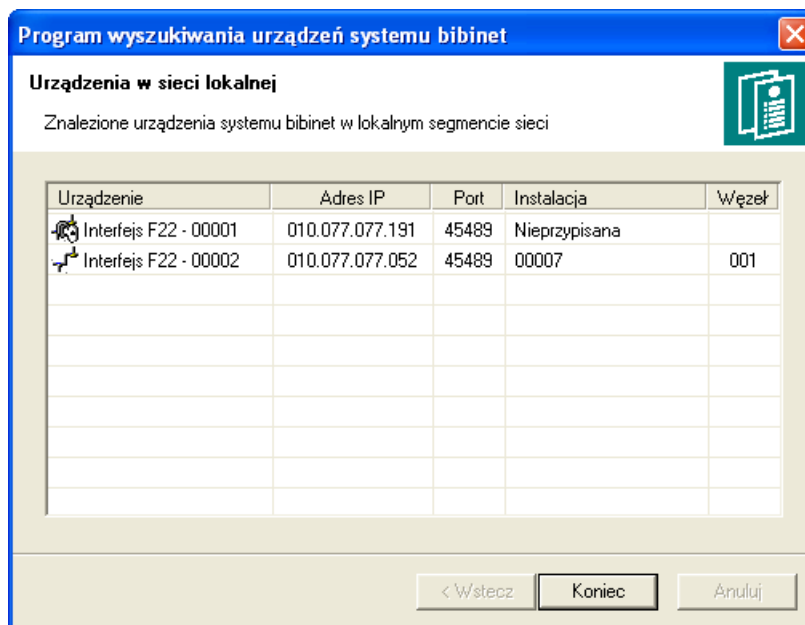 Program wyszukiwania urządzeń systemu bibinet
Urządzenia w sieci lokalnej
Znalezione urządzenia systemu bibinet w lokalnym segmencie sieci
Urządzenie Adres IP Port Instalacja Węzeł
Interfejs F22 - 00001 010.077.077.191 45489 Nieprzypisana
Interfejs F22 - 00002 010.077.077.052 45489 00007 001
< Wstecz Koniec Anuluj